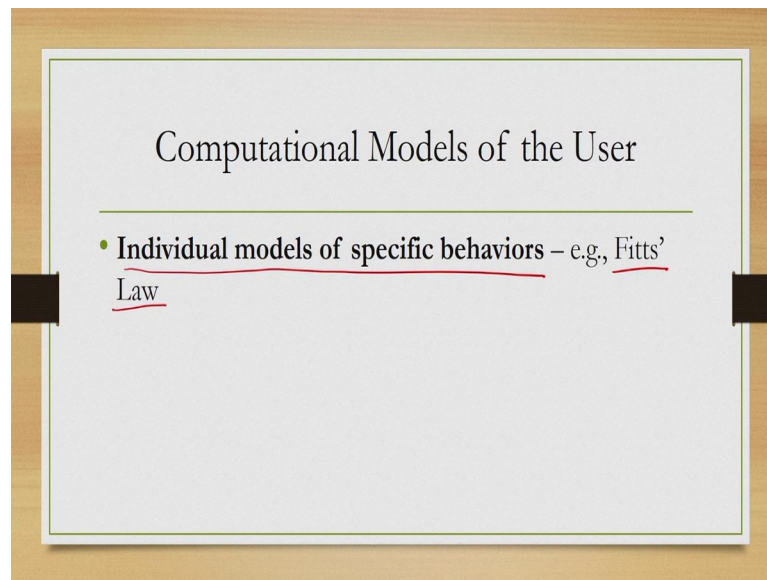 Computational Models of the User
• Individual models of specific behaviors – e.g., Fitts’
Law